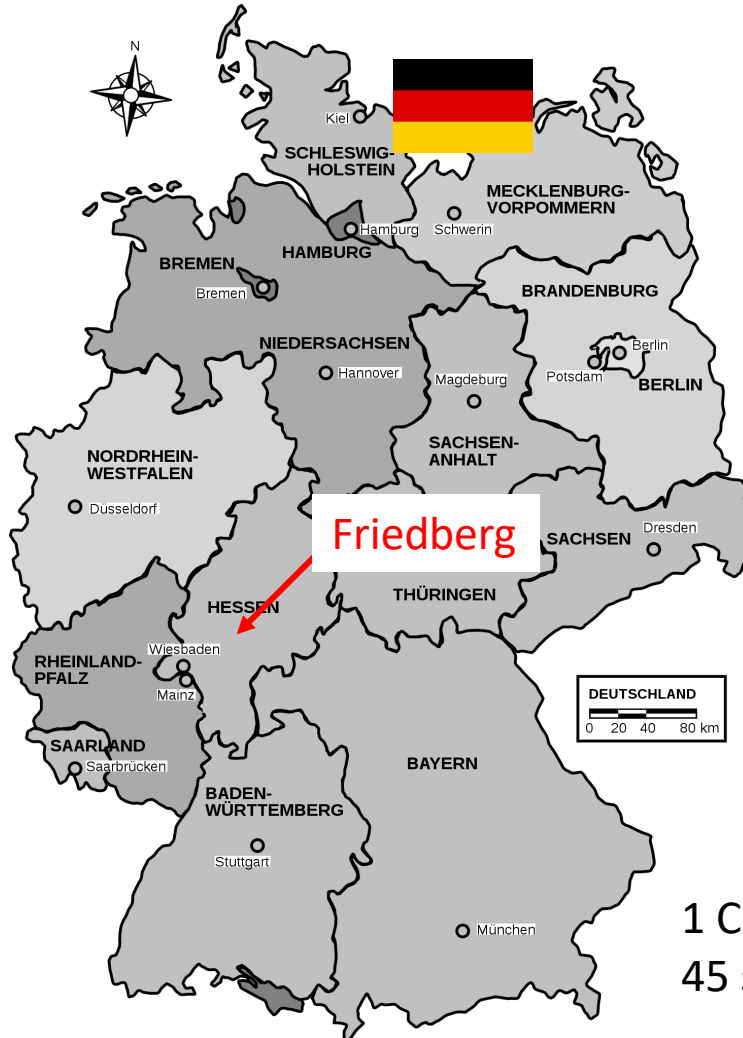 N
Kiel
SCHLESWIG-
HOLSTEIN
MECKLENBURG-
VORPOMMERN
Hamburg
Schwerin
HAMBURG
BREMEN
Bremen
BRANDENBURG
NIEDERSACHSEN
Hannover
Magdeburg
Berlin
Potsdam
BERLIN
SACHSEN-
ANHALT
NORDRHEIN-
WESTFALEN
Düsseldorf
Friedberg
SACHSEN
Dresden
HESSEN
THÜRINGEN
Wiesbaden
RHEINLAND-
PFALZ
Mainz
DEUTSCHLAND
0 20 40 80 km
SAARLAND
Saarbrücken
BAYERN
BADEN-
WÜRTTEMBERG
Stuttgart
München
1 C
45